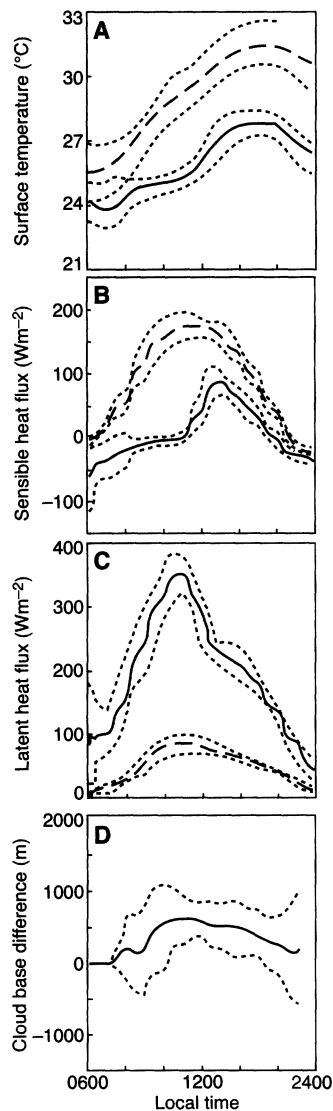 A
Surface temperature (°C)
33
30
27
24
21
B
Sensible heat flux (Wm−2)
200
100
0
−100
C
Latent heat flux (Wm−2)
400
300
200
100
0
D
Cloud base difference (m)
2000
1000
0
−1000
0600 1200 2400
Local time